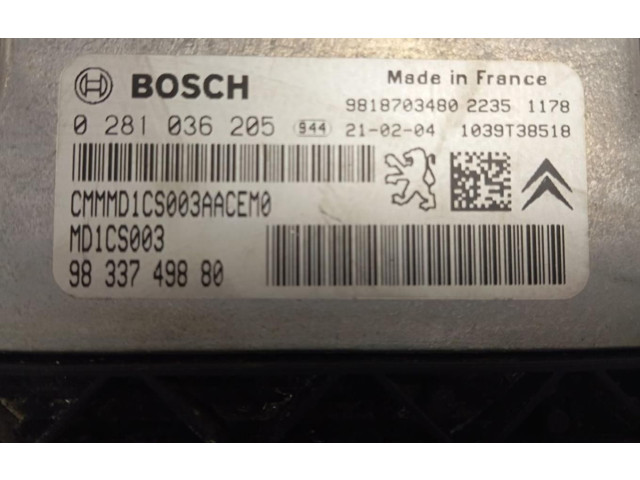 BOSCH Made in France
9818703480 2235 1178
0 281 036 205 944 21-02-04 1039T38518
CMMMD1CS003AACEM0
MD1CS003
98 337 498 80